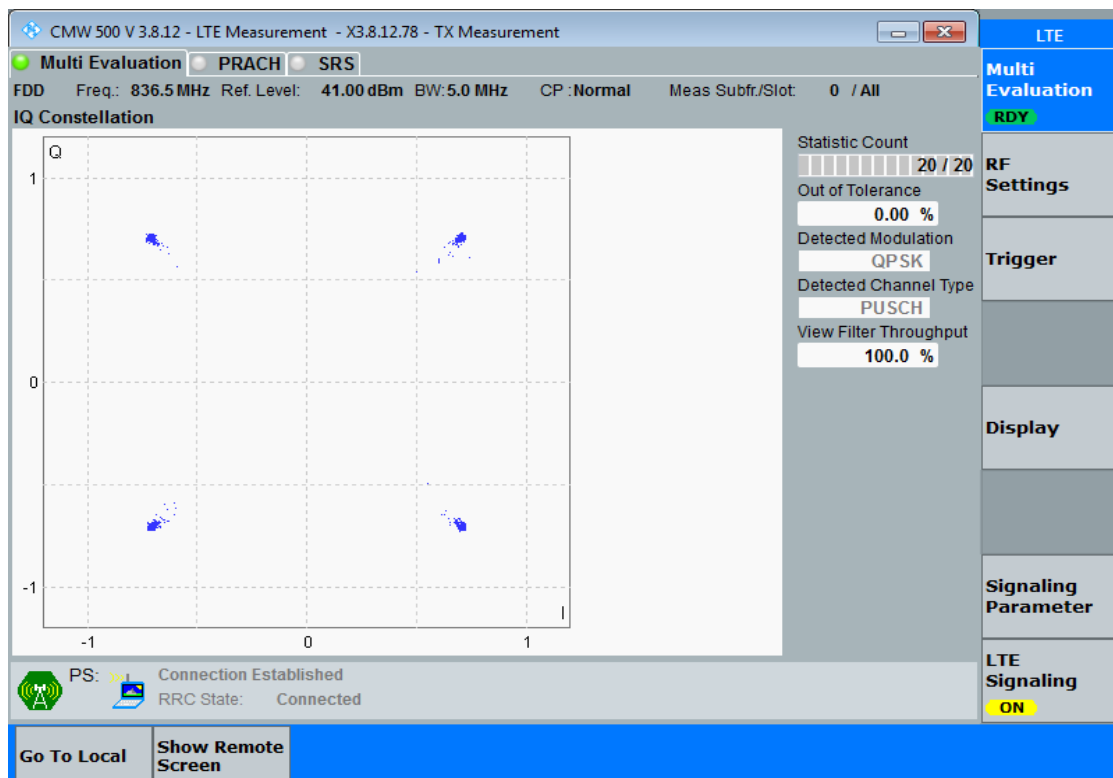 CMW 500 V 3.8.12 - LTE Measurement - X3.8.12.78 - TX Measurement
LTE
Multi Evaluation PRACH SRS
Multi
Evaluation
RDY
FDD Freq.: 836.5 MHz Ref. Level: 41.00 dBm BW: 5.0 MHz CP : Normal Meas Subfr./Slot: 0 / All
IQ Constellation
Q
1
0
-1
-1 0 1
I
Statistic Count
20 / 20
Out of Tolerance
0.00 %
Detected Modulation
QPSK
Detected Channel Type
PUSCH
View Filter Throughput
100.0 %
RF
Settings
Trigger
Display
Signaling
Parameter
LTE
Signaling
ON
PS: Connection Established
RRC State: Connected
Go To Local
Show Remote
Screen